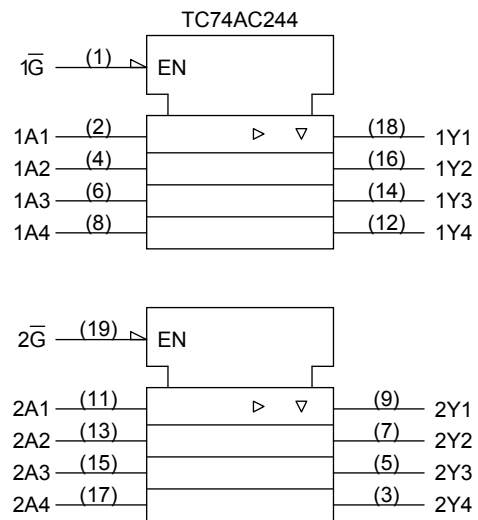 TC74AC244
1G̅ (1) EN
1A1 (2) (18) 1Y1
1A2 (4) (16) 1Y2
1A3 (6) (14) 1Y3
1A4 (8) (12) 1Y4
2G̅ (19) EN
2A1 (11) (9) 2Y1
2A2 (13) (7) 2Y2
2A3 (15) (5) 2Y3
2A4 (17) (3) 2Y4